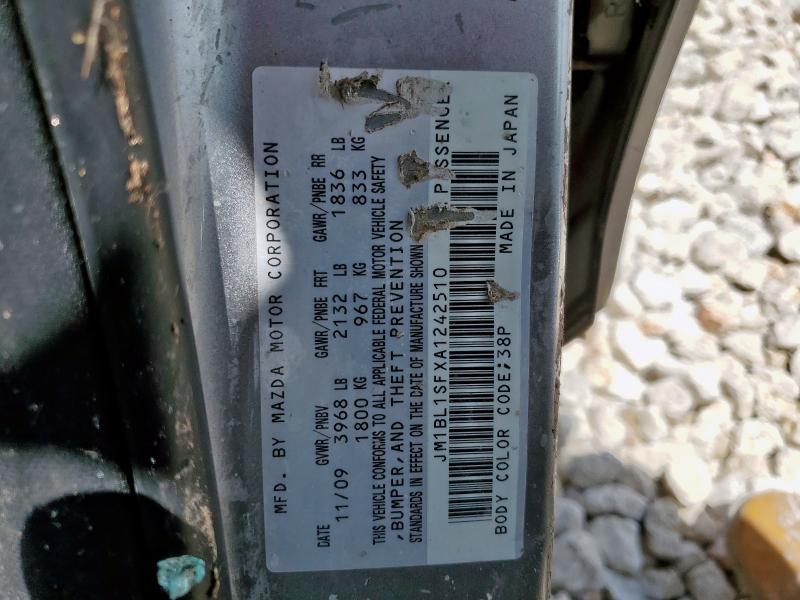 MFD. BY MAZDA MOTOR CORPORATION
DATE GVWR/PNBV GAWR/PNBE FRT GAWR/PNBE RR
11/09 3968 LB 2132 LB 1836 LB
1800 KG 967 KG 833 KG
THIS VEHICLE CONFORMS TO ALL APPLICABLE FEDERAL MOTOR VEHICLE SAFETY
,BUMPER,AND THEFT PREVENTION
STANDARDS IN EFFECT ON THE DATE OF MANUFACTURE SHOWN
JM1BL1SFXA1242510
BODY COLOR CODE:38P MADE IN JAPAN